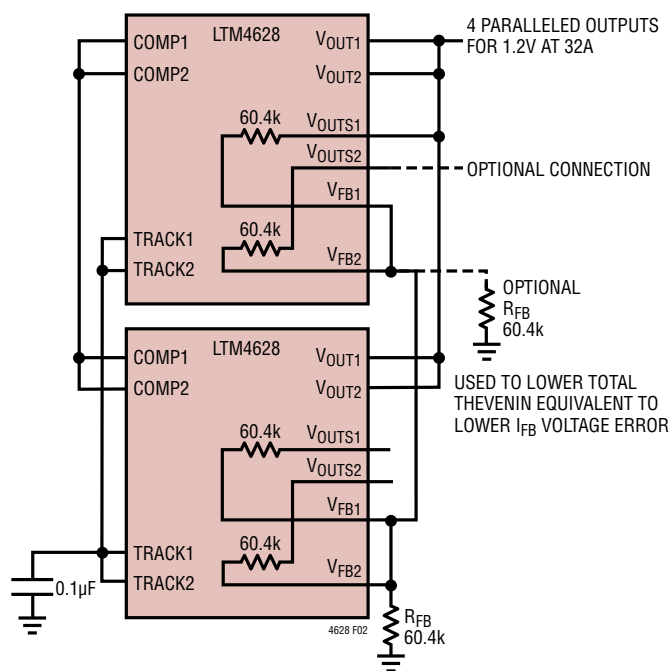 LTM4628
COMP1
COMP2
VOUT1
VOUT2
4 PARALLELED OUTPUTS
FOR 1.2V AT 32A
60.4k
VOUTS1
VOUTS2
OPTIONAL CONNECTION
VFB1
60.4k
TRACK1
TRACK2
VFB2
OPTIONAL
RFB
60.4k
LTM4628
COMP1
COMP2
VOUT1
VOUT2
USED TO LOWER TOTAL
THEVENIN EQUIVALENT TO
LOWER IFB VOLTAGE ERROR
60.4k
VOUTS1
VOUTS2
VFB1
60.4k
TRACK1
TRACK2
VFB2
0.1µF
RFB
60.4k
4628 F02